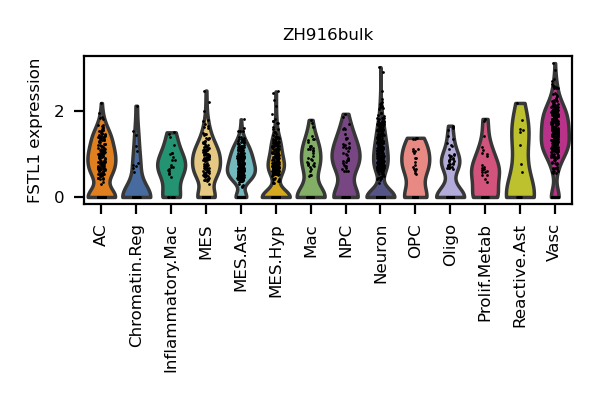 ZH916bulk
FSTL1 expression
2
0
AC
Chromatin.Reg
Inflammatory.Mac
MES
MES.Ast
MES.Hyp
Mac
NPC
Neuron
OPC
Oligo
Prolif.Metab
Reactive.Ast
Vasc